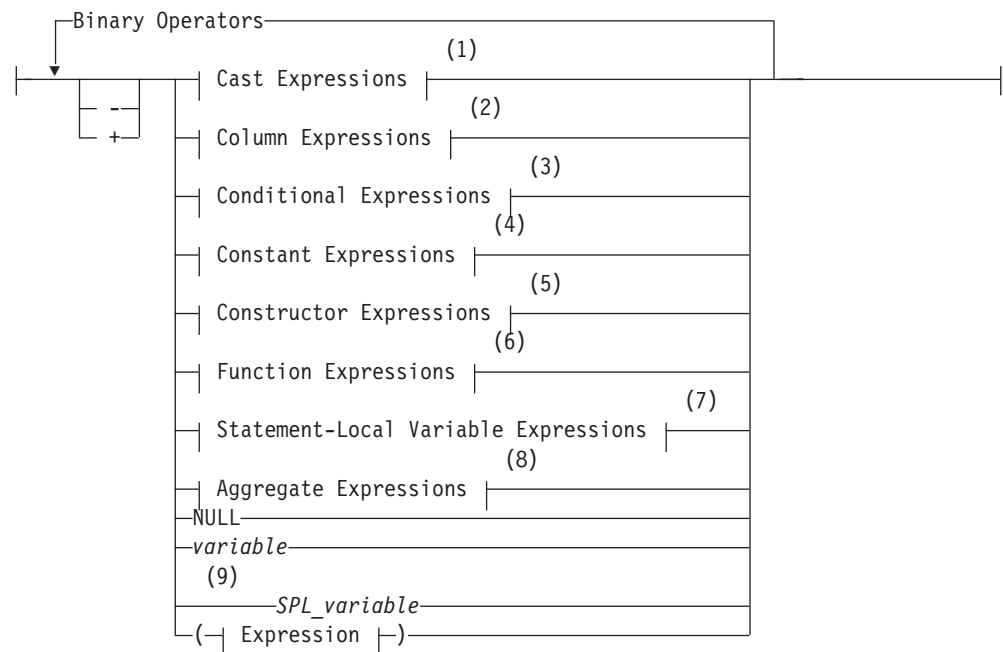 Binary Operators
(1)
Cast Expressions
-
(2)
+
Column Expressions
(3)
Conditional Expressions
(4)
Constant Expressions
(5)
Constructor Expressions
(6)
Function Expressions
(7)
Statement-Local Variable Expressions
(8)
Aggregate Expressions
NULL
variable
(9)
SPL_variable
( Expression )